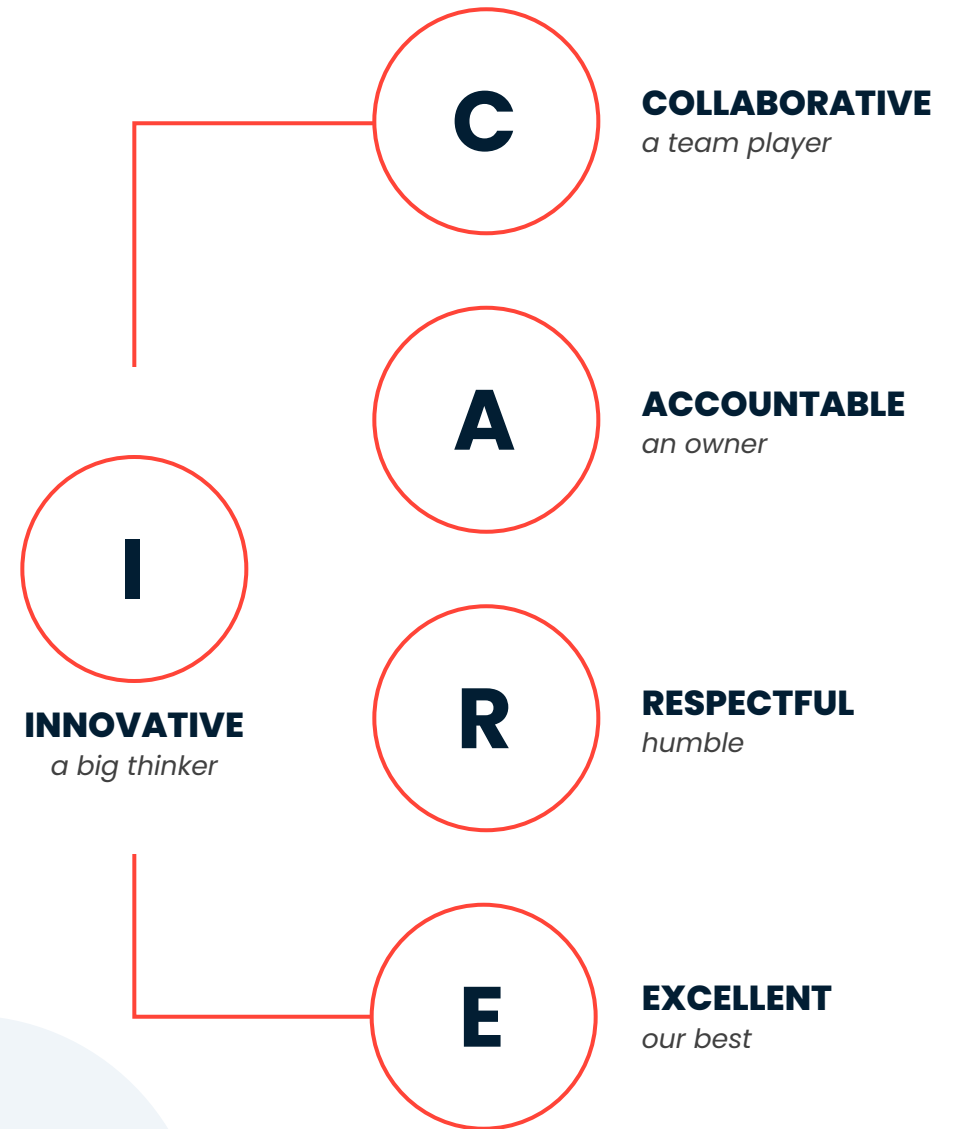 I
INNOVATIVE
a big thinker
C
COLLABORATIVE
a team player
A
ACCOUNTABLE
an owner
R
RESPECTFUL
humble
E
EXCELLENT
our best